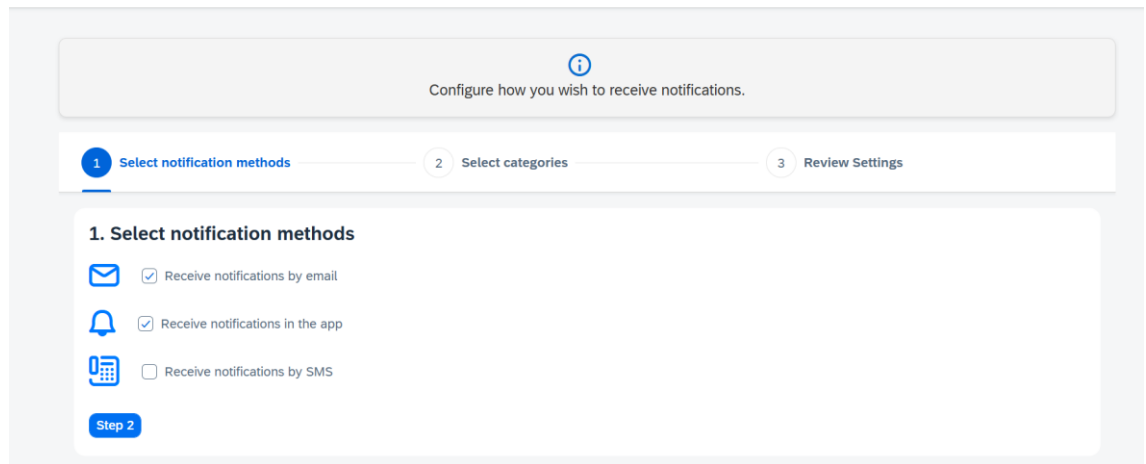 Configure how you wish to receive notifications.
1 Select notification methods 2 Select categories 3 Review Settings
1. Select notification methods
Receive notifications by email
Receive notifications in the app
Receive notifications by SMS
Step 2